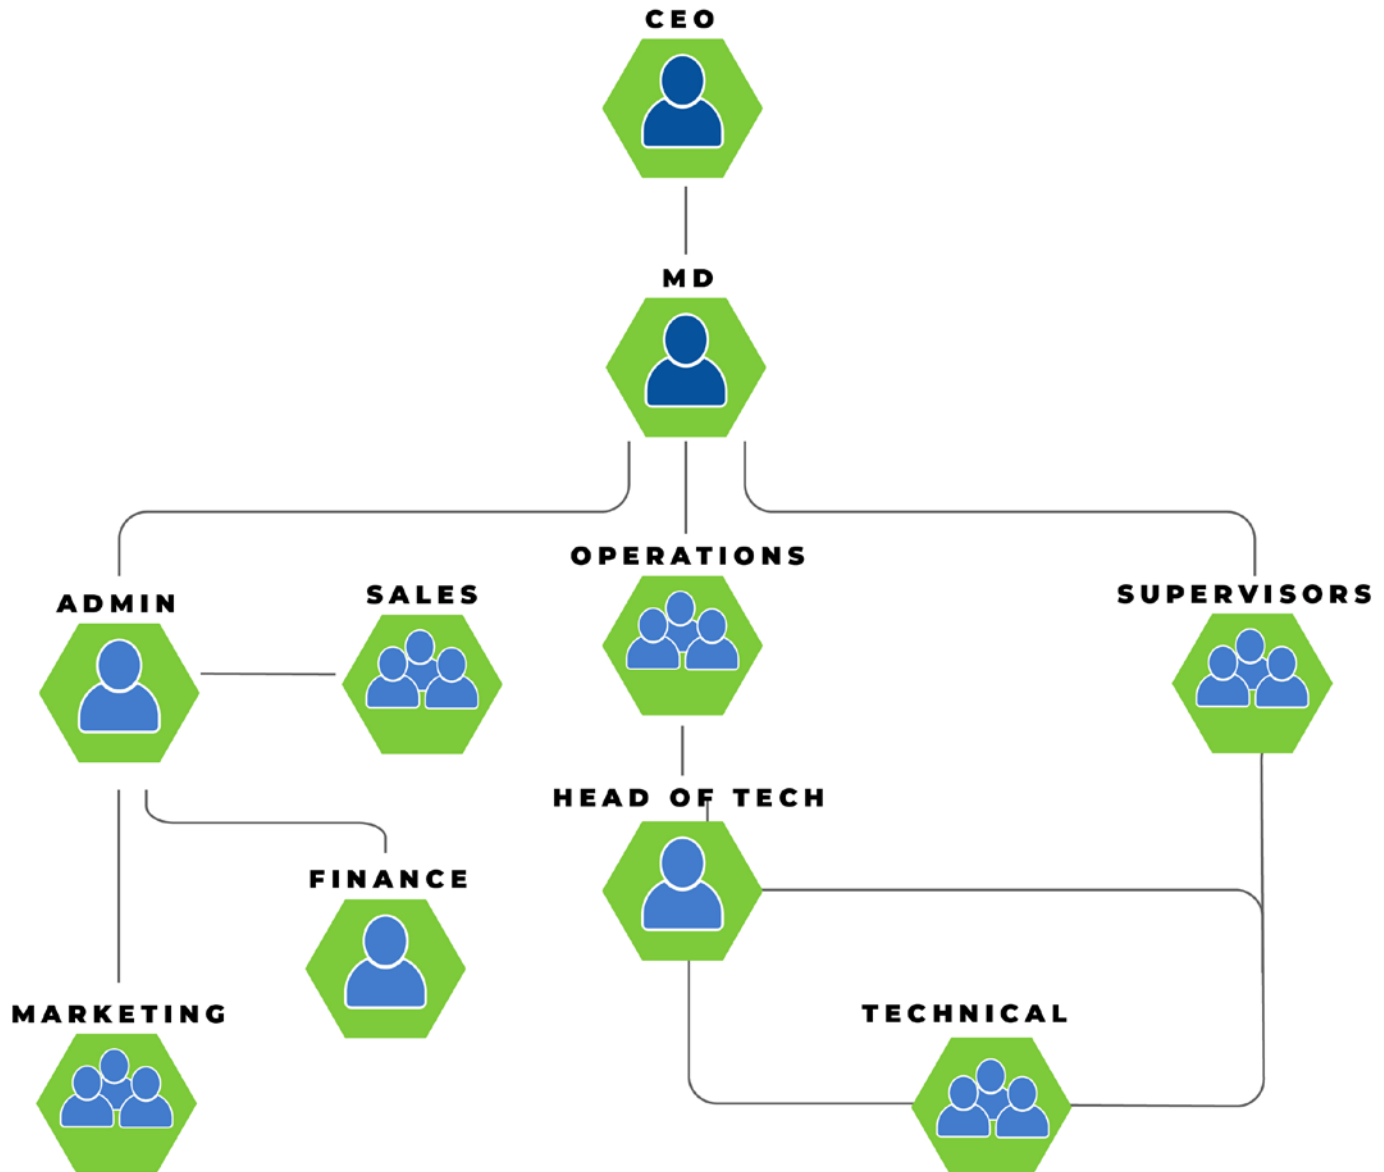 CEO
MD
OPERATIONS
ADMIN
SALES
SUPERVISORS
HEAD OF TECH
FINANCE
MARKETING
TECHNICAL